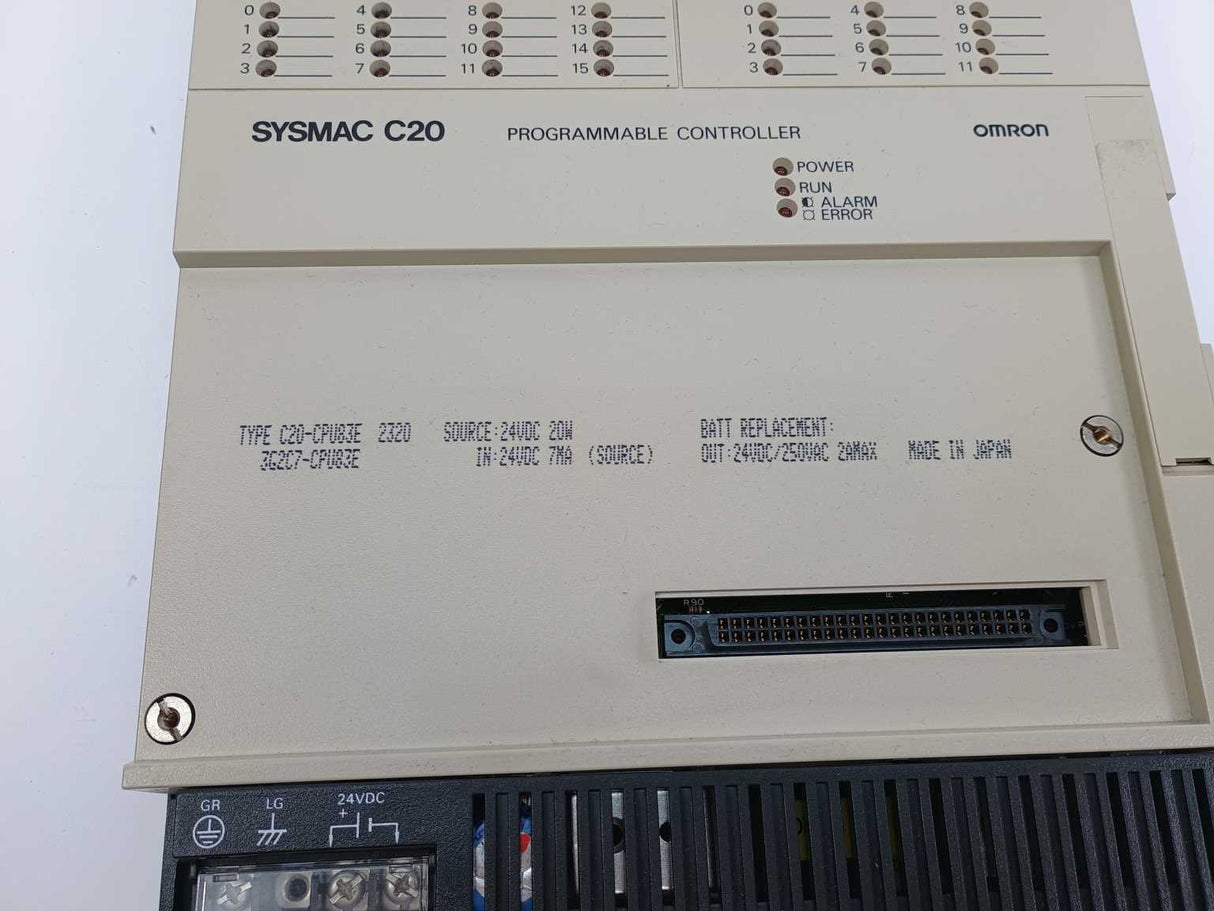 0 4 8 12 0 4 8
1 5 9 13 1 5 9
2 6 10 14 2 6 10
3 7 11 15 3 7 11
SYSMAC C20 PROGRAMMABLE CONTROLLER OMRON
POWER
RUN
ALARM
ERROR
TYPE C20-CPU83E 2320 SOURCE:24VDC 20W BATT REPLACEMENT:
3G2C7-CPU83E IN:24VDC 7MA (SOURCE) OUT:24VDC/250VAC 2AMAX MADE IN JAPAN
R90
GR LG 24VDC
+